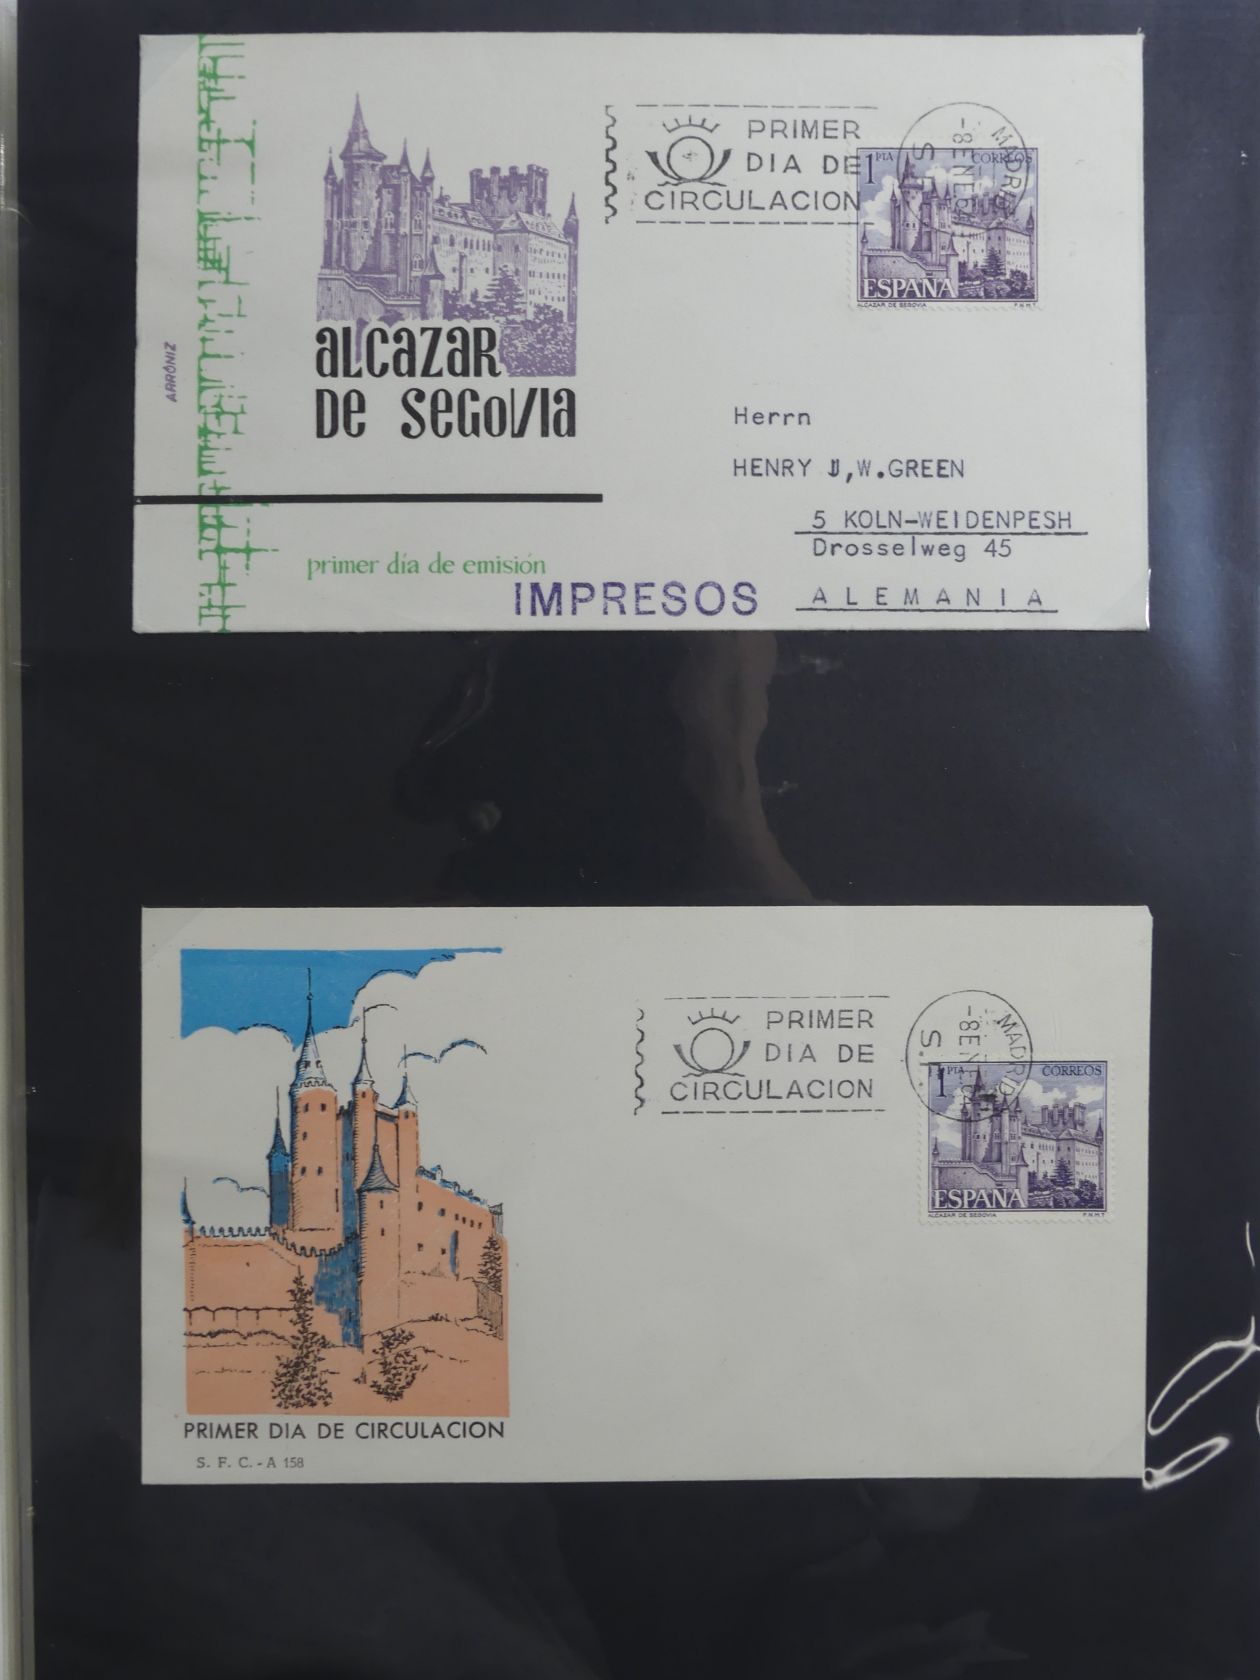 PRIMER
DIA DE
CIRCULACION
MADRID
-8 ENE 64
S.
1 PTA CORREOS
ESPAÑA
ALCAZAR DE SEGOVIA F.N.M.T
ARRÓNIZ
ALCAZAR
DE SEGOVIA
Herrn
HENRY J,W.GREEN
5 KOLN-WEIDENPESH
Drosselweg 45
ALEMANIA
primer día de emisión
IMPRESOS
PRIMER
DIA DE
CIRCULACION
MADRID
-8 EN
S.
1 PTA CORREOS
ESPAÑA
ALCAZAR DE SEGOVIA F.N.M.T
PRIMER DIA DE CIRCULACION
S. F. C. - A 158